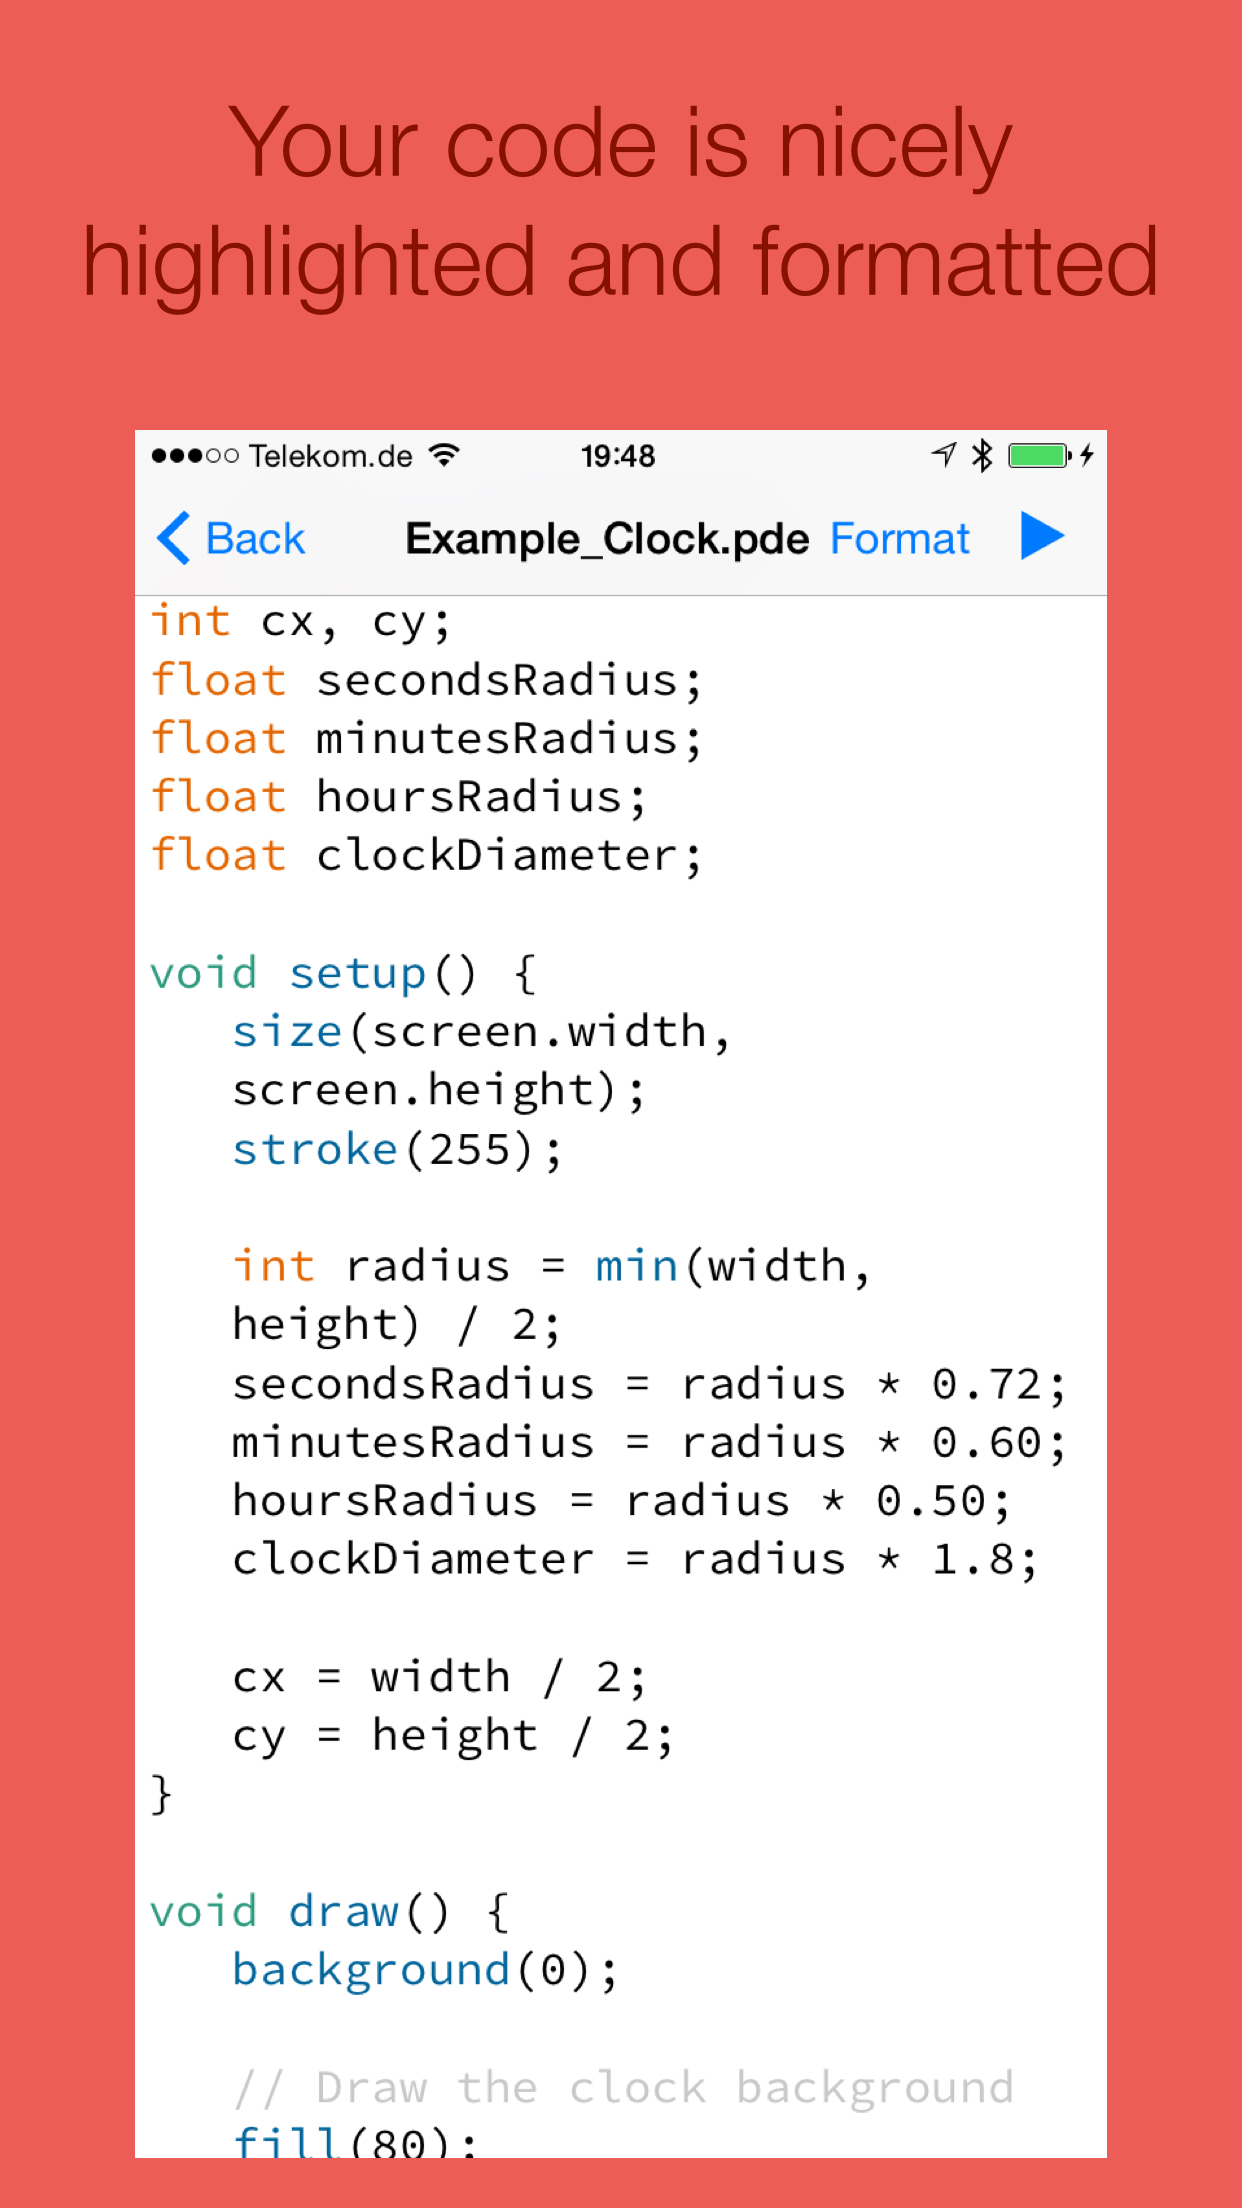 Your code is nicely
highlighted and formatted
Telekom.de 19:48
Back Example_Clock.pde Format
int cx, cy;
float secondsRadius;
float minutesRadius;
float hoursRadius;
float clockDiameter;
void setup() {
size(screen.width,
screen.height);
stroke(255);
int radius = min(width,
height) / 2;
secondsRadius = radius * 0.72;
minutesRadius = radius * 0.60;
hoursRadius = radius * 0.50;
clockDiameter = radius * 1.8;
cx = width / 2;
cy = height / 2;
}
void draw() {
background(0);
// Draw the clock background
fill(80);